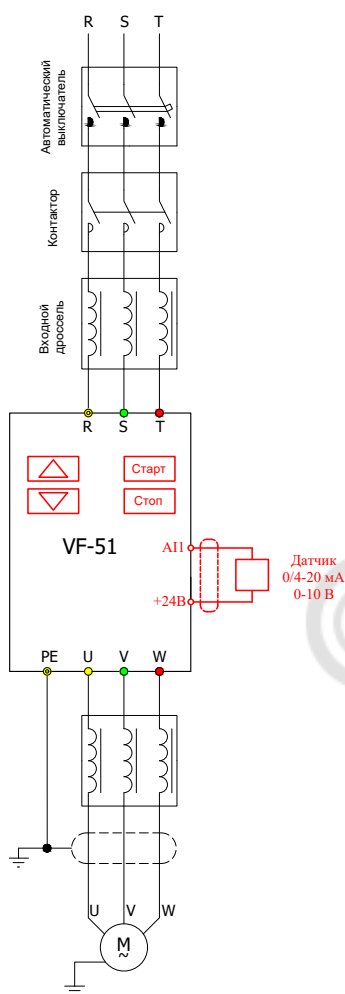 R S T
Автоматический
выключатель
Контактор
Входной
дроссель
R S T
Старт
Стоп
VF-51
AI1
+24В
Датчик
0/4-20 мА
0-10 В
PE U V W
U V W
M
~